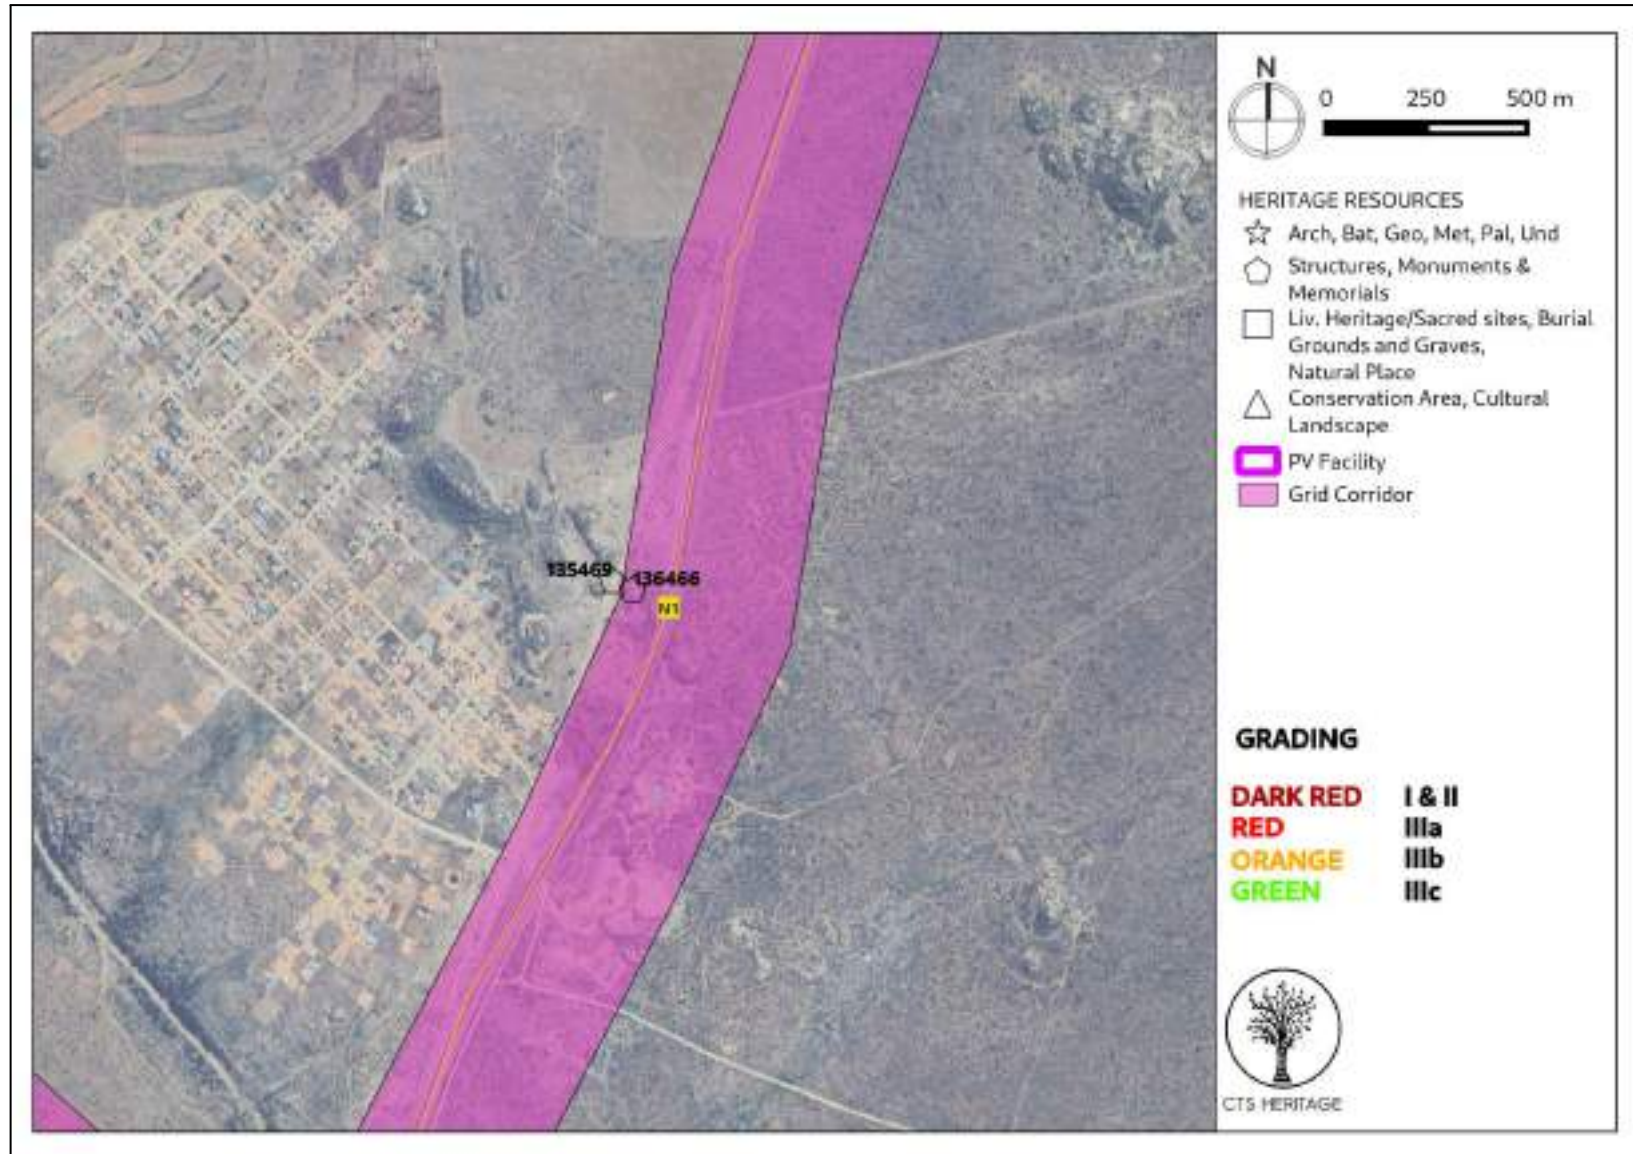 N
0 250 500 m
HERITAGE RESOURCES
Arch, Bat, Geo, Met, Pal, Und
Structures, Monuments &
Memorials
Liv. Heritage/Sacred sites, Burial
Grounds and Graves,
Natural Place
Conservation Area, Cultural
Landscape
PV Facility
Grid Corridor
135469
136466
N1
GRADING
DARK RED I & II
RED IIIa
ORANGE IIIb
GREEN IIIc
CTS HERITAGE